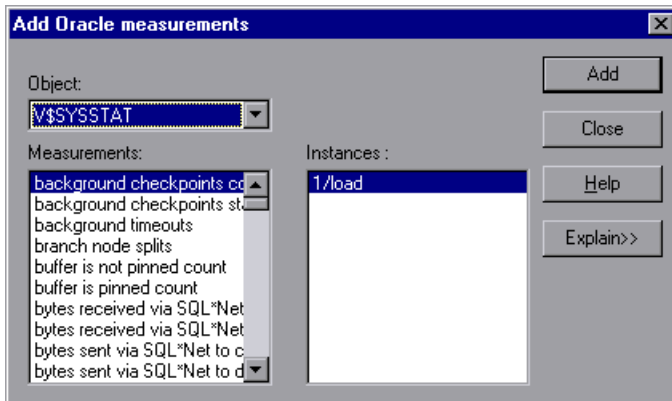 Add Oracle measurements
Object:
V$SYSSTAT
Measurements:
background checkpoints co
background checkpoints sta
background timeouts
branch node splits
buffer is not pinned count
buffer is pinned count
bytes received via SQL*Net
bytes received via SQL*Net
bytes sent via SQL*Net to c
bytes sent via SQL*Net to d
Instances :
1/load
Add
Close
Help
Explain>>